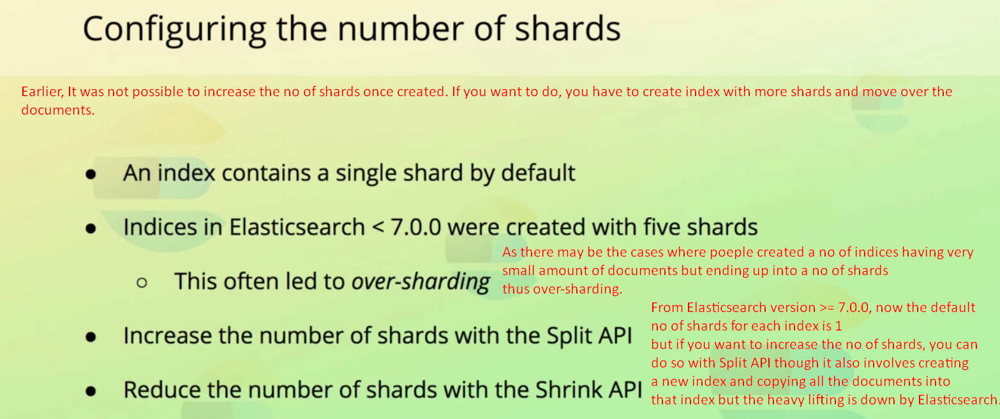 Configuring the number of shards
Earlier, It was not possible to increase the no of shards once created. If you want to do, you have to create index with more shards and move over the
documents.
● An index contains a single shard by default
● Indices in Elasticsearch < 7.0.0 were created with five shards
○ This often led to over-sharding
As there may be the cases where poeple created a no of indices having very
small amount of documents but ending up into a no of shards
thus over-sharding.
● Increase the number of shards with the Split API
● Reduce the number of shards with the Shrink API
From Elasticsearch version >= 7.0.0, now the default
no of shards for each index is 1
but if you want to increase the no of shards, you can
do so with Split API though it also involves creating
a new index and copying all the documents into
that index but the heavy lifting is down by Elasticsearch.